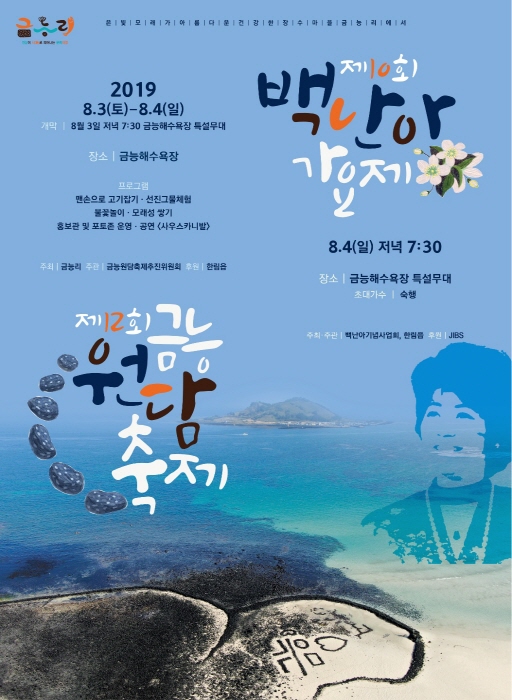 금능리
은빛모래가아름다운건강한장수마을금능리에서
2019
8.3(토)-8.4(일)
개막 | 8월 3일 저녁 7:30 금능해수욕장 특설무대
장소 | 금능해수욕장
프로그램
맨손으로 고기잡기 · 선진그물체험
불꽃놀이 · 모래성 쌓기
홍보관 및 포토존 운영 · 공연 <사우스카니발>
주최 | 금능리 주관 | 금능원담축제추진위원회 후원 | 한림읍
제12회 금능
원담
축제
제10회
백난아
가요제
8.4(일) 저녁 7:30
장소 | 금능해수욕장 특설무대
초대가수 | 숙행
주최·주관 | 백난아기념사업회, 한림읍 후원 | JIBS